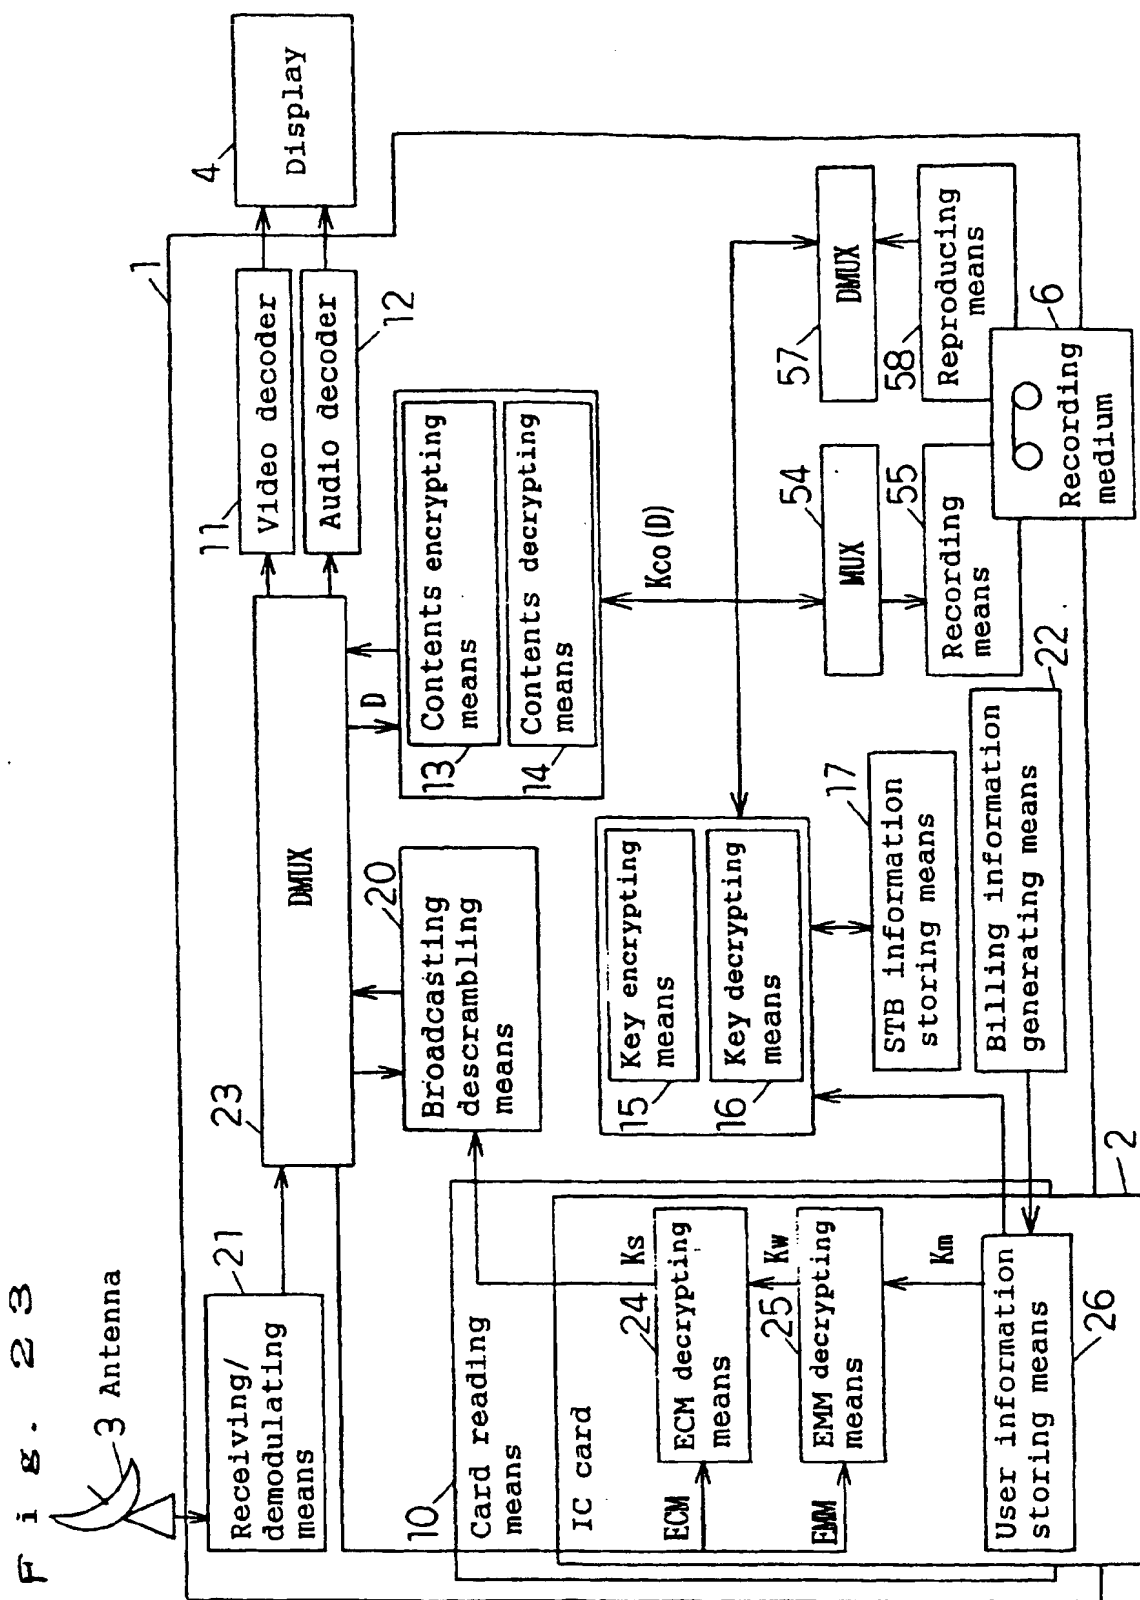 Fig. 23
3 Antenna
21
Receiving/
demodulating
means
23
DMUX
11
Video decoder
Audio decoder
12
4
Display
1
10
Card reading
means
20
Broadcasting
descrambling
means
D
Contents encrypting
means
13
Contents decrypting
means
14
Kco(D)
IC card
ECM
24
ECM decrypting
means
Ks
EMM
25
EMM decrypting
means
Kw
Km
User information
storing means
26
2
Key encrypting
means
15
Key decrypting
means
16
17
STB information
storing means
Billing information
generating means
22
54
MUX
55
Recording
means
57
DMUX
58
Reproducing
means
6
Recording
medium